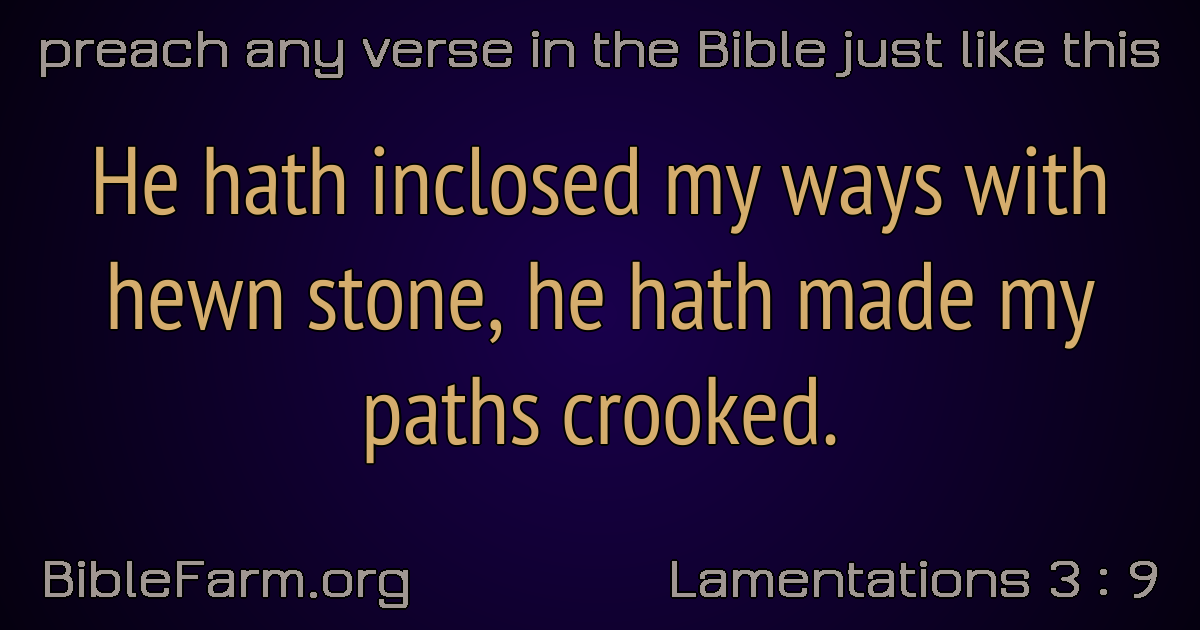 preach any verse in the Bible just like this
He hath inclosed my ways with
hewn stone, he hath made my
paths crooked.
BibleFarm.org
Lamentations 3 : 9